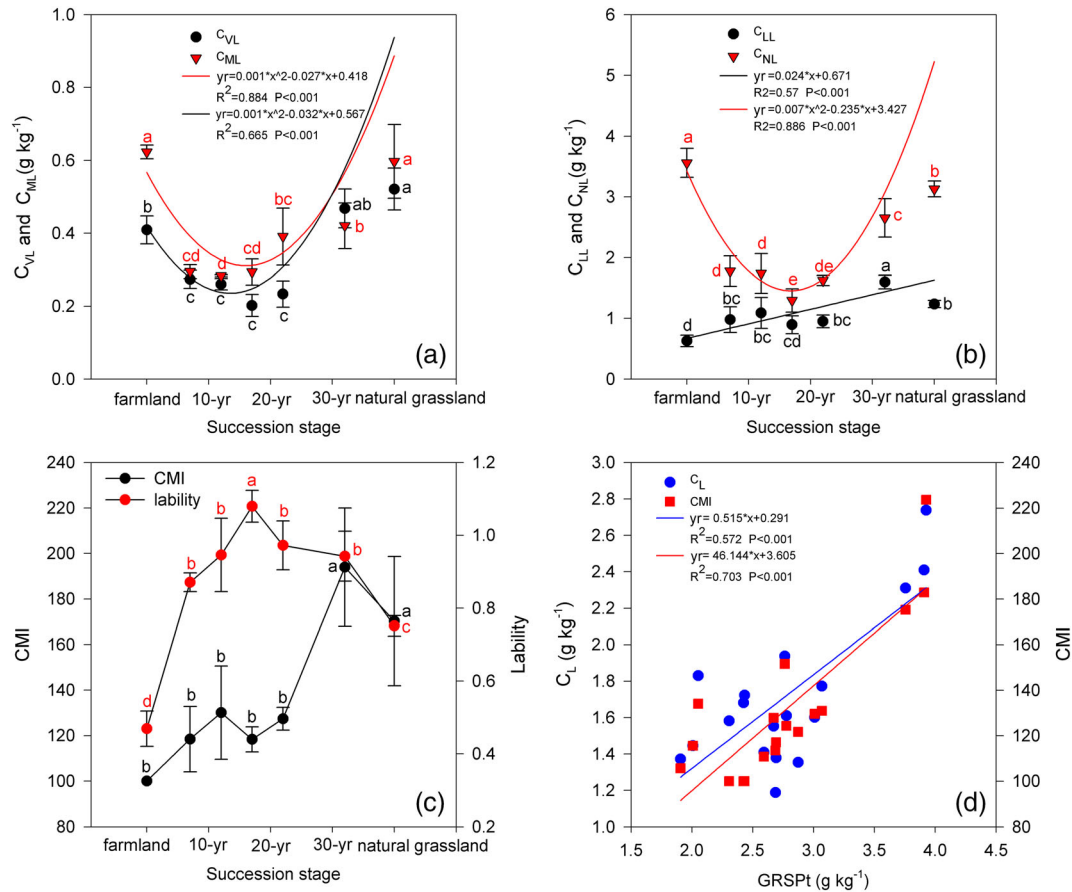 C_VL
C_ML
yr=0.001*x^2-0.027*x+0.418
R^2=0.884 P<0.001
yr=0.001*x^2-0.032*x+0.567
R^2=0.665 P<0.001
C_VL and C_ML(g kg^-1)
1.0
0.8
0.6
0.4
0.2
0.0
a
b
cd
c
d
c
cd
c
bc
c
ab
b
a
a
(a)
farmland 10-yr 20-yr 30-yr natural grassland
Succession stage
C_LL
C_NL
yr=0.024*x+0.671
R2=0.57 P<0.001
yr=0.007*x^2-0.235*x+3.427
R2=0.886 P<0.001
C_LL and C_NL(g kg^-1)
6
5
4
3
2
1
0
a
d
d
bc
d
bc
e
cd
de
bc
c
a
b
b
(b)
farmland 10-yr 20-yr 30-yr natural grassland
Succession stage
CMI
lability
CMI
240
220
200
180
160
140
120
100
80
Lability
1.2
1.0
0.8
0.6
0.4
0.2
d
b
b
b
b
b
a
b
b
b
b
a
a
c
(c)
farmland 10-yr 20-yr 30-yr natural grassland
Succession stage
C_L
CMI
yr= 0.515*x+0.291
R^2=0.572 P<0.001
yr= 46.144*x+3.605
R^2=0.703 P<0.001
C_L (g kg^-1)
3.0
2.8
2.6
2.4
2.2
2.0
1.8
1.6
1.4
1.2
1.0
CMI
240
220
200
180
160
140
120
100
80
(d)
1.5 2.0 2.5 3.0 3.5 4.0 4.5
GRSPt (g kg^-1)